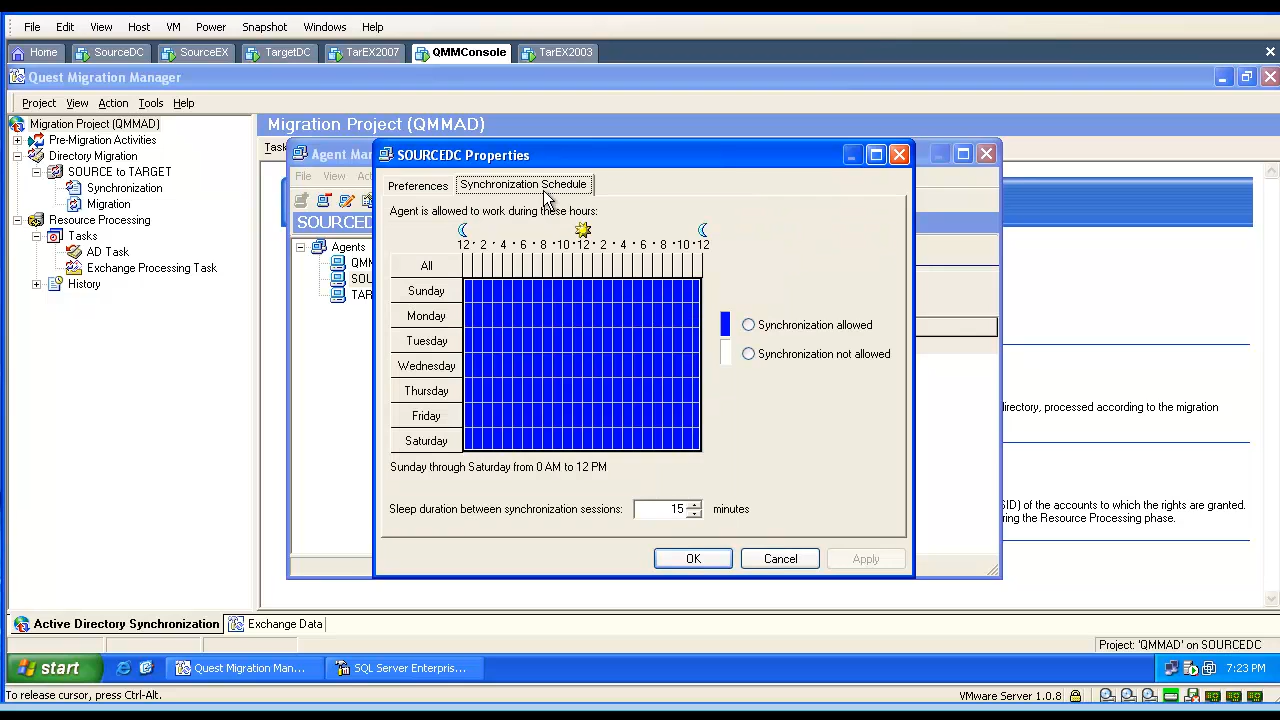 File Edit View Host VM Power Snapshot Windows Help
Home SourceDC SourceEX TargetDC TarEX2007 QMMConsole TarEX2003
Quest Migration Manager
Project View Action Tools Help
Migration Project (QMMAD)
Pre-Migration Activities
Directory Migration
SOURCE to TARGET
Synchronization
Migration
Resource Processing
Tasks
AD Task
Exchange Processing Task
History
Migration Project (QMMAD)
Task
Agent Ma
File View Ac
SOURCED
Agents
QM
SOU
TAR
SOURCEDC Properties
Preferences Synchronization Schedule
Agent is allowed to work during these hours:
12 · 2 · 4 · 6 · 8 · 10 · 12 · 2 · 4 · 6 · 8 · 10 · 12
All
Sunday
Monday
Tuesday
Wednesday
Thursday
Friday
Saturday
Synchronization allowed
Synchronization not allowed
Sunday through Saturday from 0 AM to 12 PM
Sleep duration between synchronization sessions: 15 minutes
OK Cancel Apply
irectory, processed according to the migration
SID) of the accounts to which the rights are granted.
ring the Resource Processing phase.
Active Directory Synchronization Exchange Data
Project: 'QMMAD' on SOURCEDC
start Quest Migration Man... SQL Server Enterpris... 7:23 PM
To release cursor, press Ctrl-Alt. VMware Server 1.0.8